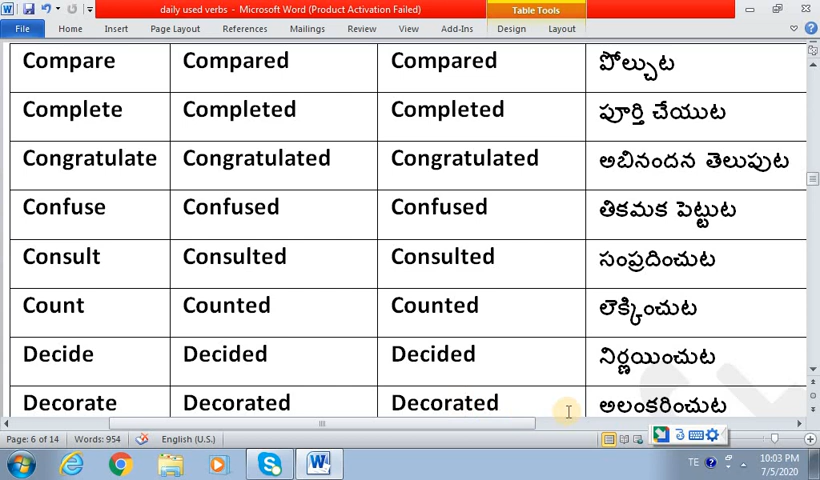 daily used verbs - Microsoft Word (Product Activation Failed)
Table Tools
File Home Insert Page Layout References Mailings Review View Add-Ins Design Layout
Compare Compared Compared పోల్చుట
Complete Completed Completed పూర్తి చేయుట
Congratulate Congratulated Congratulated అబినందన తెలుపుట
Confuse Confused Confused తికమక పెట్టుట
Consult Consulted Consulted సంప్రదించుట
Count Counted Counted లెక్కించుట
Decide Decided Decided నిర్ణయించుట
Decorate Decorated Decorated అలంకరించుట
Page: 6 of 14 Words: 954 English (U.S.)
TE 10:03 PM
7/5/2020